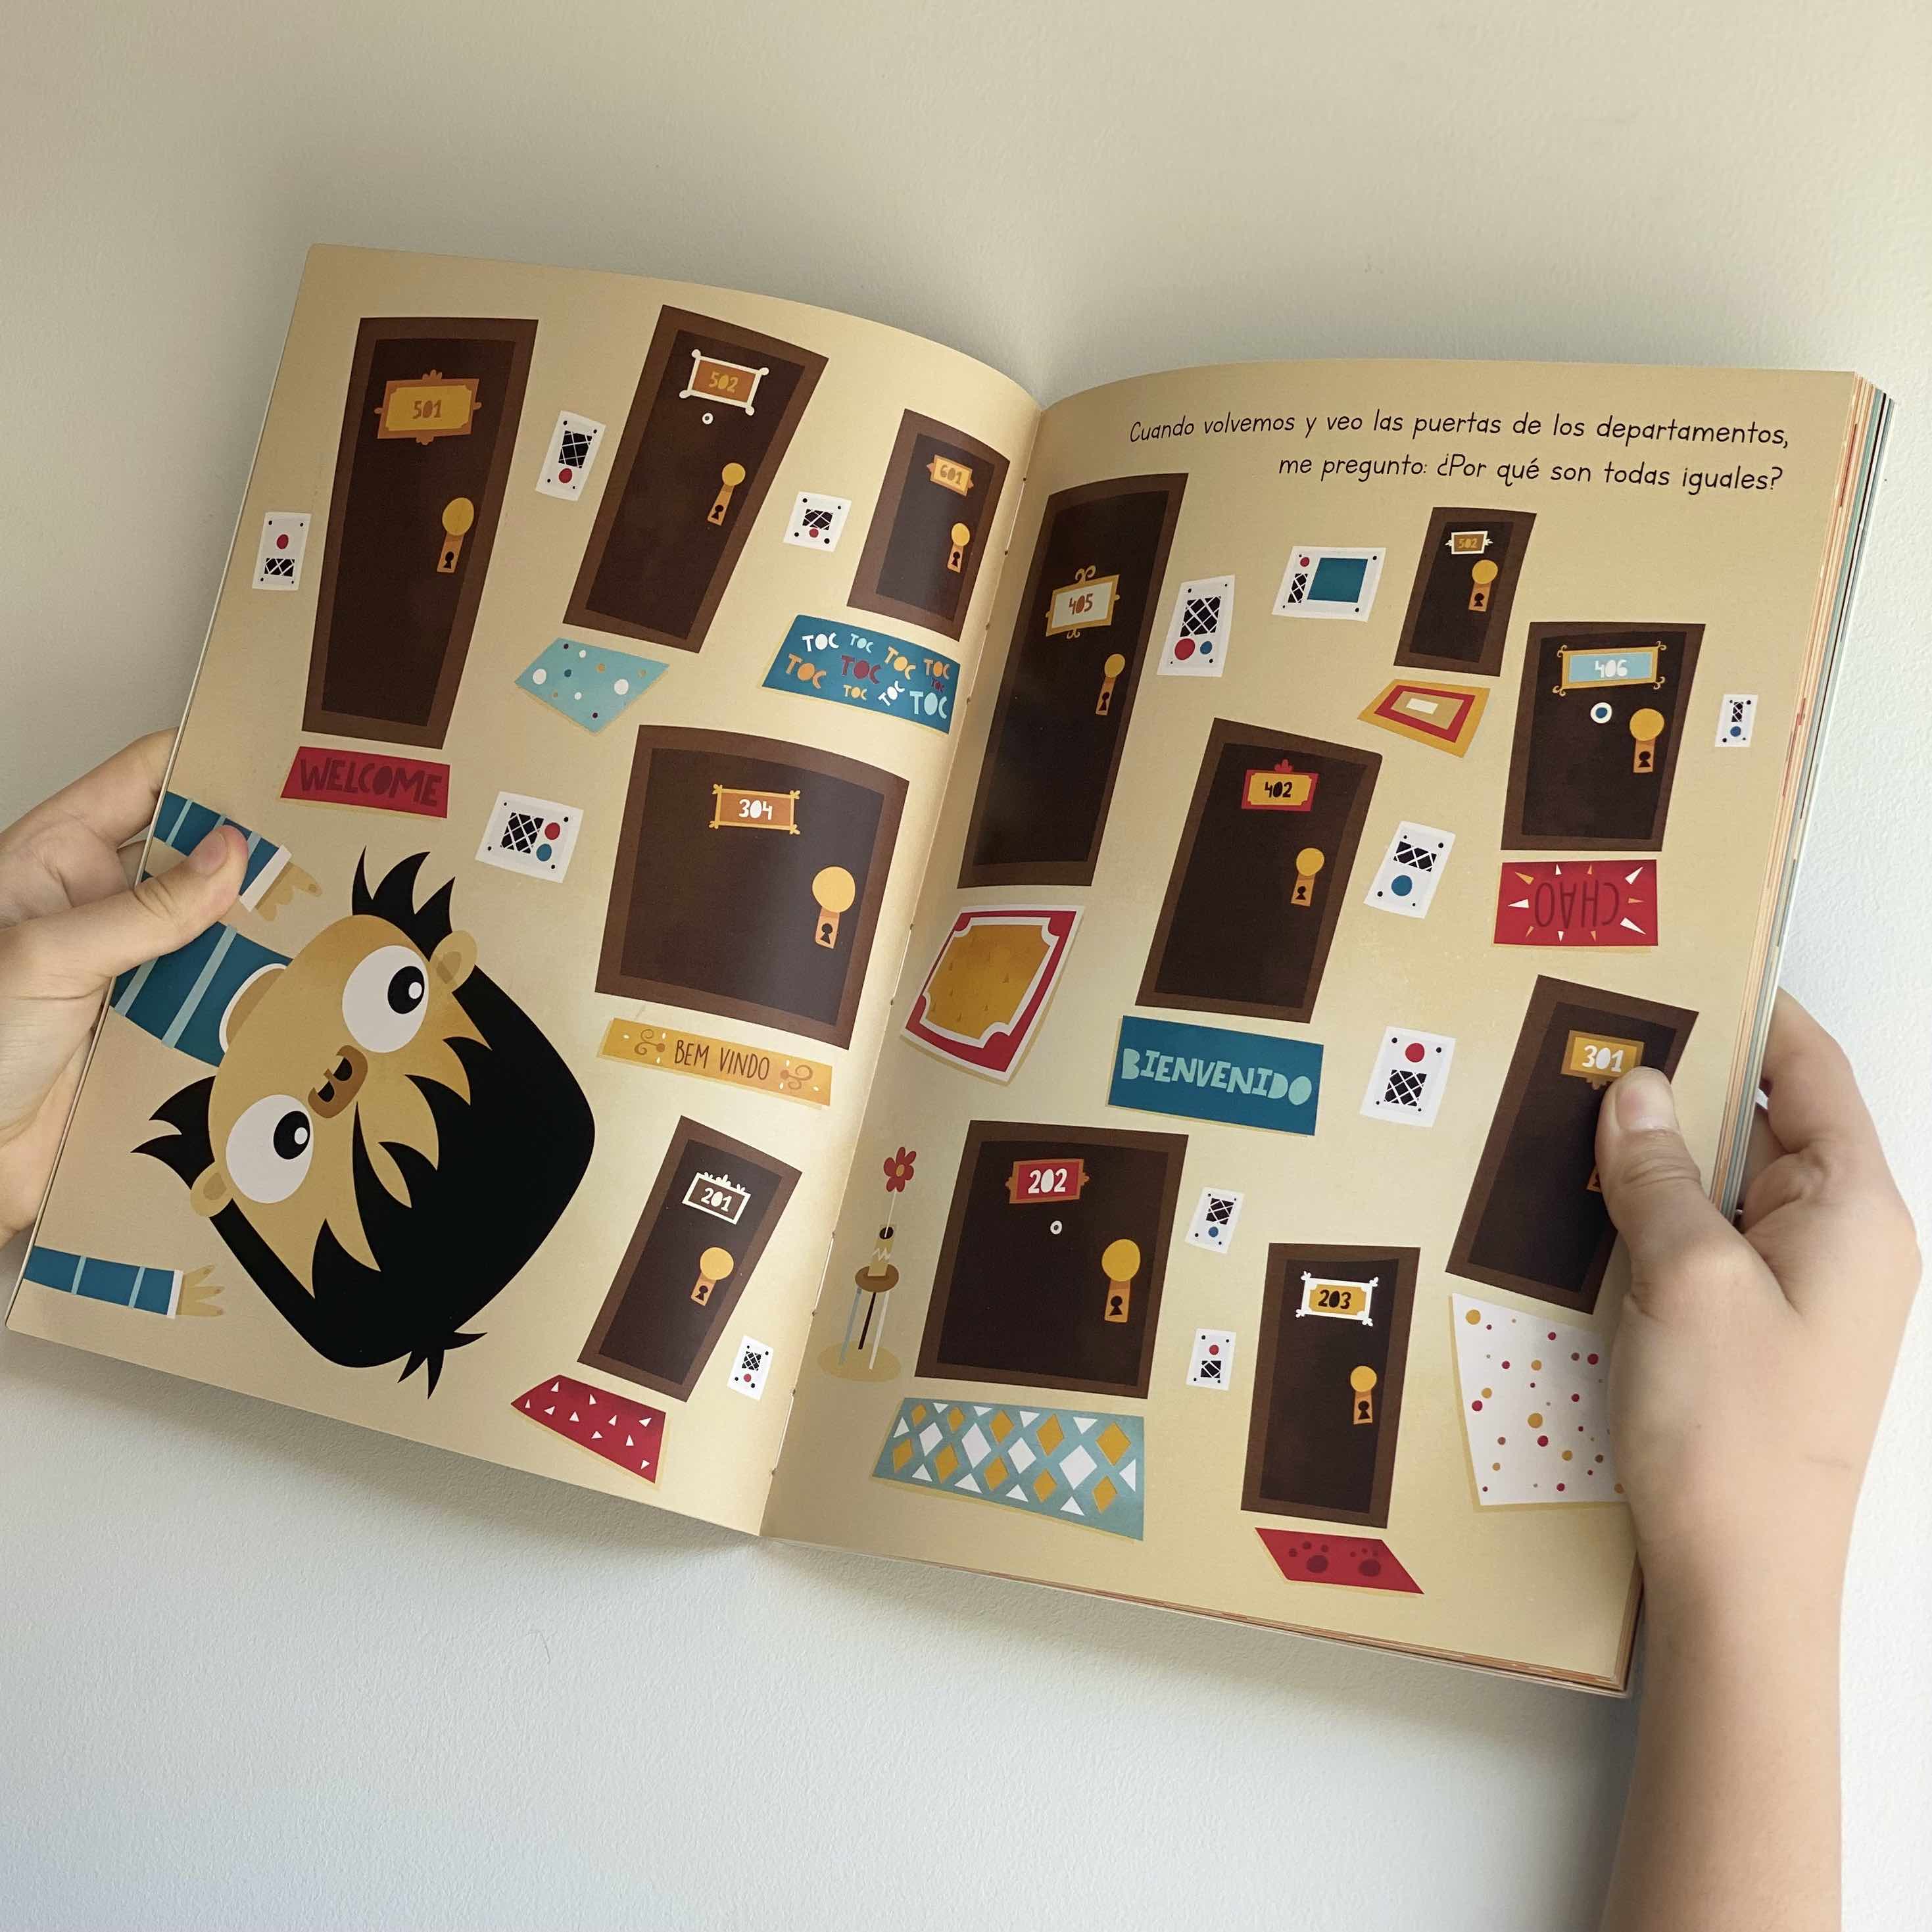 501
502
601
TOC TOC TOC TOC
TOC TOC TOC
TOC TOC TOC
WELCOME
304
BEM VINDO
201
Cuando volvemos y veo las puertas de los departamentos,
me pregunto: ¿Por qué son todas iguales?
405
502
406
402
CHAO
BIENVENIDO
301
202
203